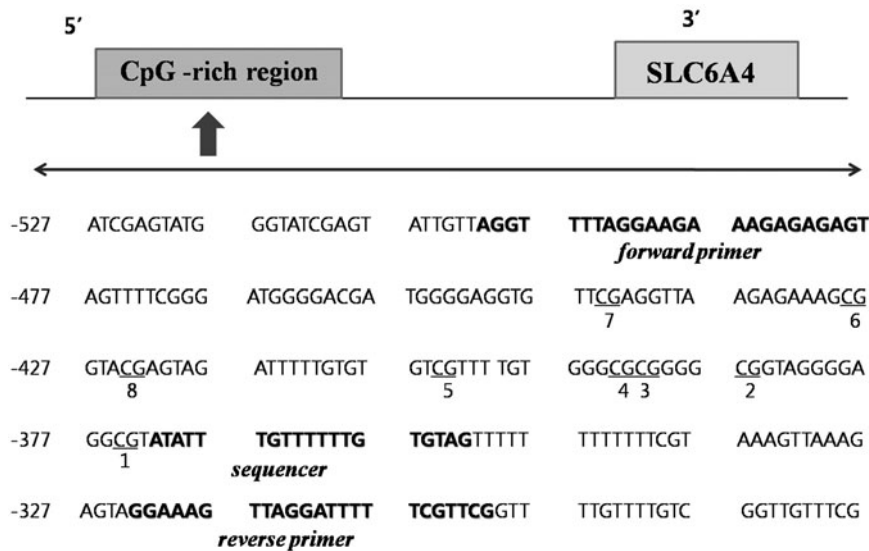 5’ 3’
CpG -rich region SLC6A4
-527 ATCGAGTATG GGTATCGAGT ATTGTTAGGT TTTAGGAAGA AAGAGAGAGT
forward primer
-477 AGTTTTCGGG ATGGGGACGA TGGGGAGGTG TTCGAGGTTA AGAGAAAGCG
7 6
-427 GTACGAGTAG ATTTTTGTGT GTCGTTT TGT GGGCGCGGGG CGGTAGGGGA
8 5 4 3 2
-377 GGCGTATATT TGTTTTTTG TGTAGTTTTT TTTTTTTCGT AAAGTTAAAG
1 sequencer
-327 AGTAGGAAAG TTAGGATTTT TCGTTCGGTT TTGTTTTGTC GGTTGTTTCG
reverse primer